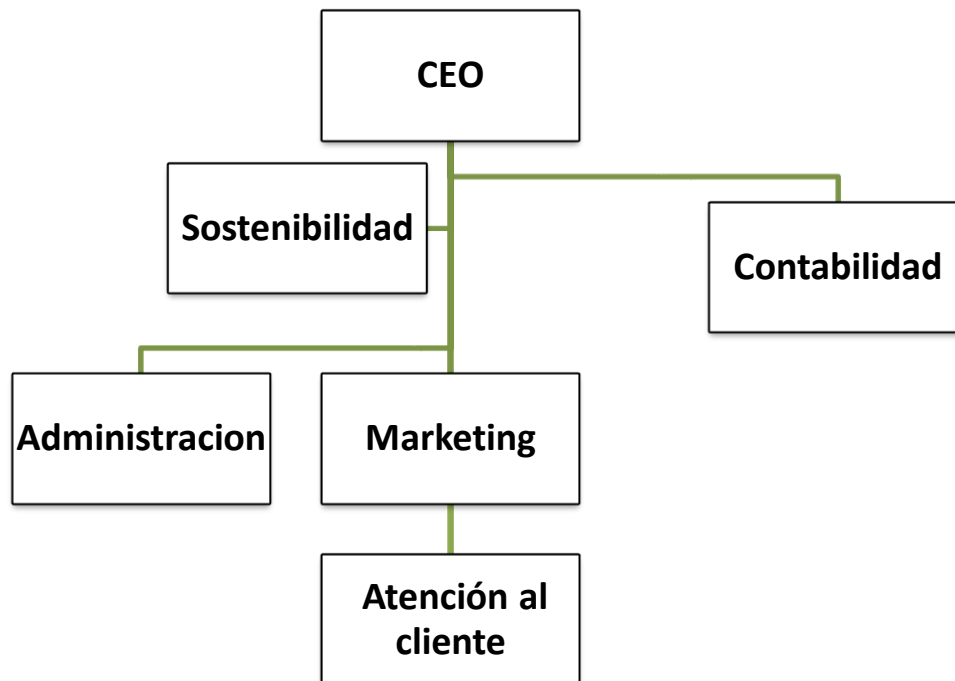 CEO
Sostenibilidad
Contabilidad
Administracion
Marketing
Atención al
cliente